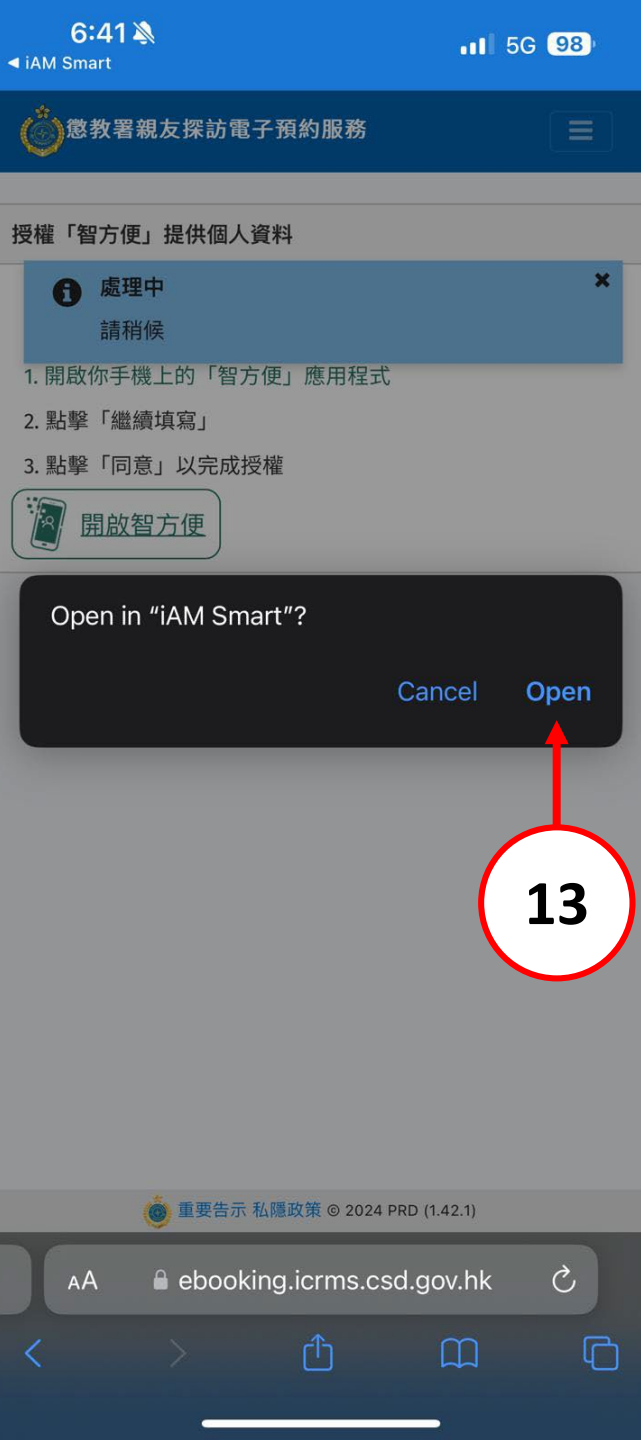 6:41
5G 98
◀ iAM Smart
懲教署親友探訪電子預約服務
授權「智方便」提供個人資料
處理中
請稍候
1. 開啟你手機上的「智方便」應用程式
2. 點擊「繼續填寫」
3. 點擊「同意」以完成授權
開啟智方便
Open in “iAM Smart”?
Cancel Open
13
重要告示 私隱政策 © 2024 PRD (1.42.1)
AA ebooking.icrms.csd.gov.hk